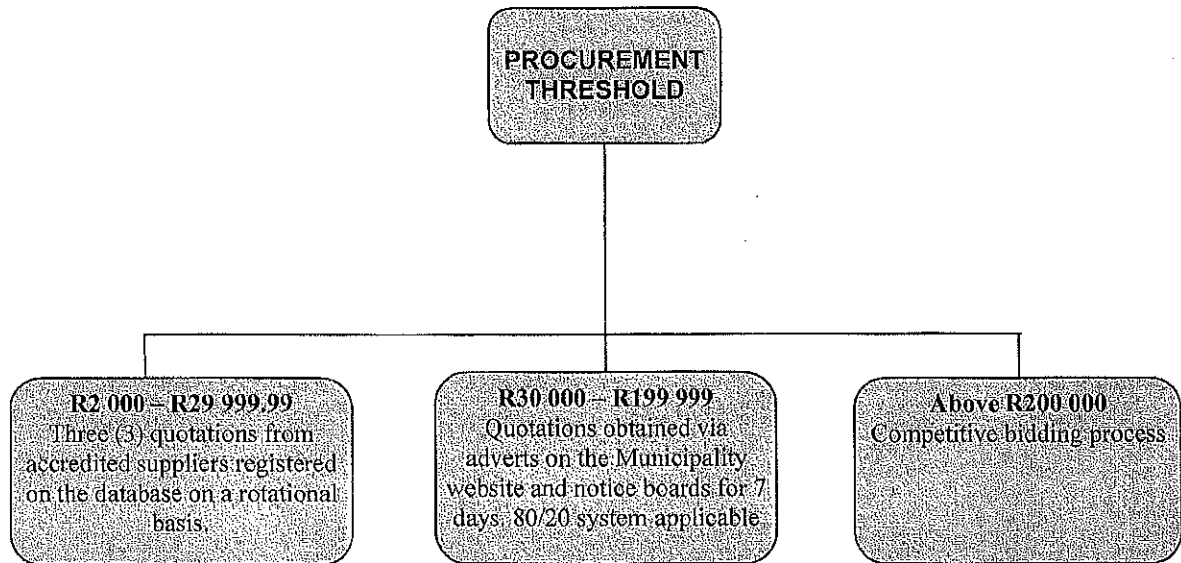 PROCUREMENT
THRESHOLD
R2 000 – R29 999.99
Three (3) quotations from
accredited suppliers registered
on the database on a rotational
basis.
R30 000 – R199 999
Quotations obtained via
adverts on the Municipality
website and notice boards for 7
days. 80/20 system applicable
Above R200 000
Competitive bidding process